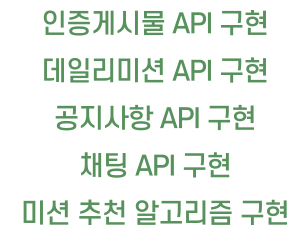 인증게시물 API 구현
데일리미션 API 구현
공지사항 API 구현
채팅 API 구현
미션 추천 알고리즘 구현